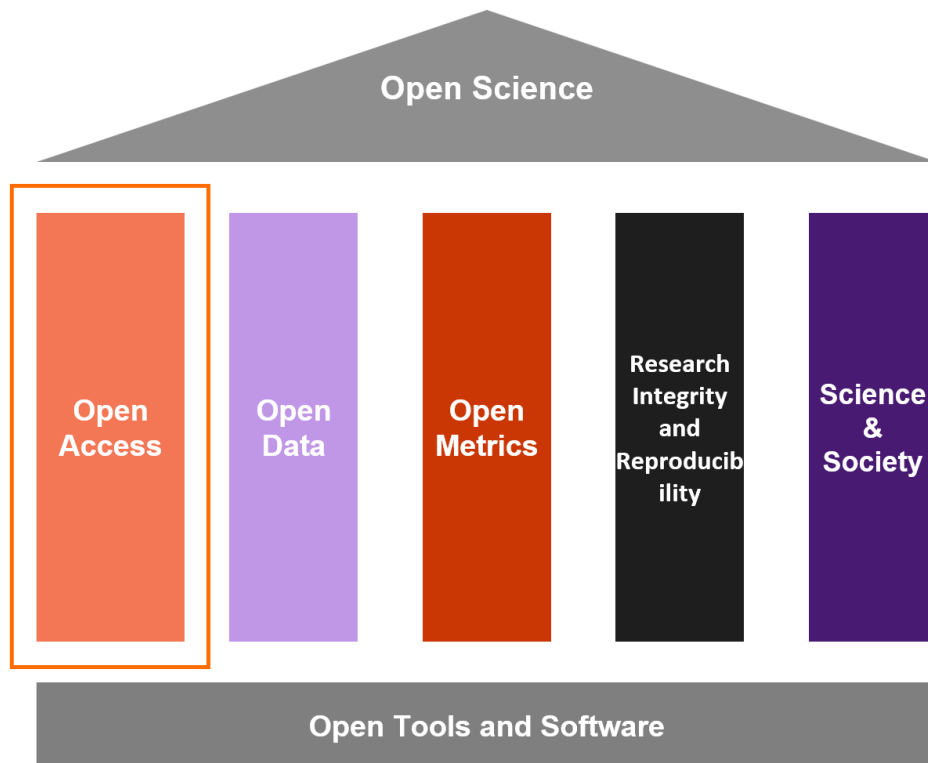 Open Science
Open
Access
Open
Data
Open
Metrics
Research
Integrity
and
Reproducib
ility
Science
&
Society
Open Tools and Software